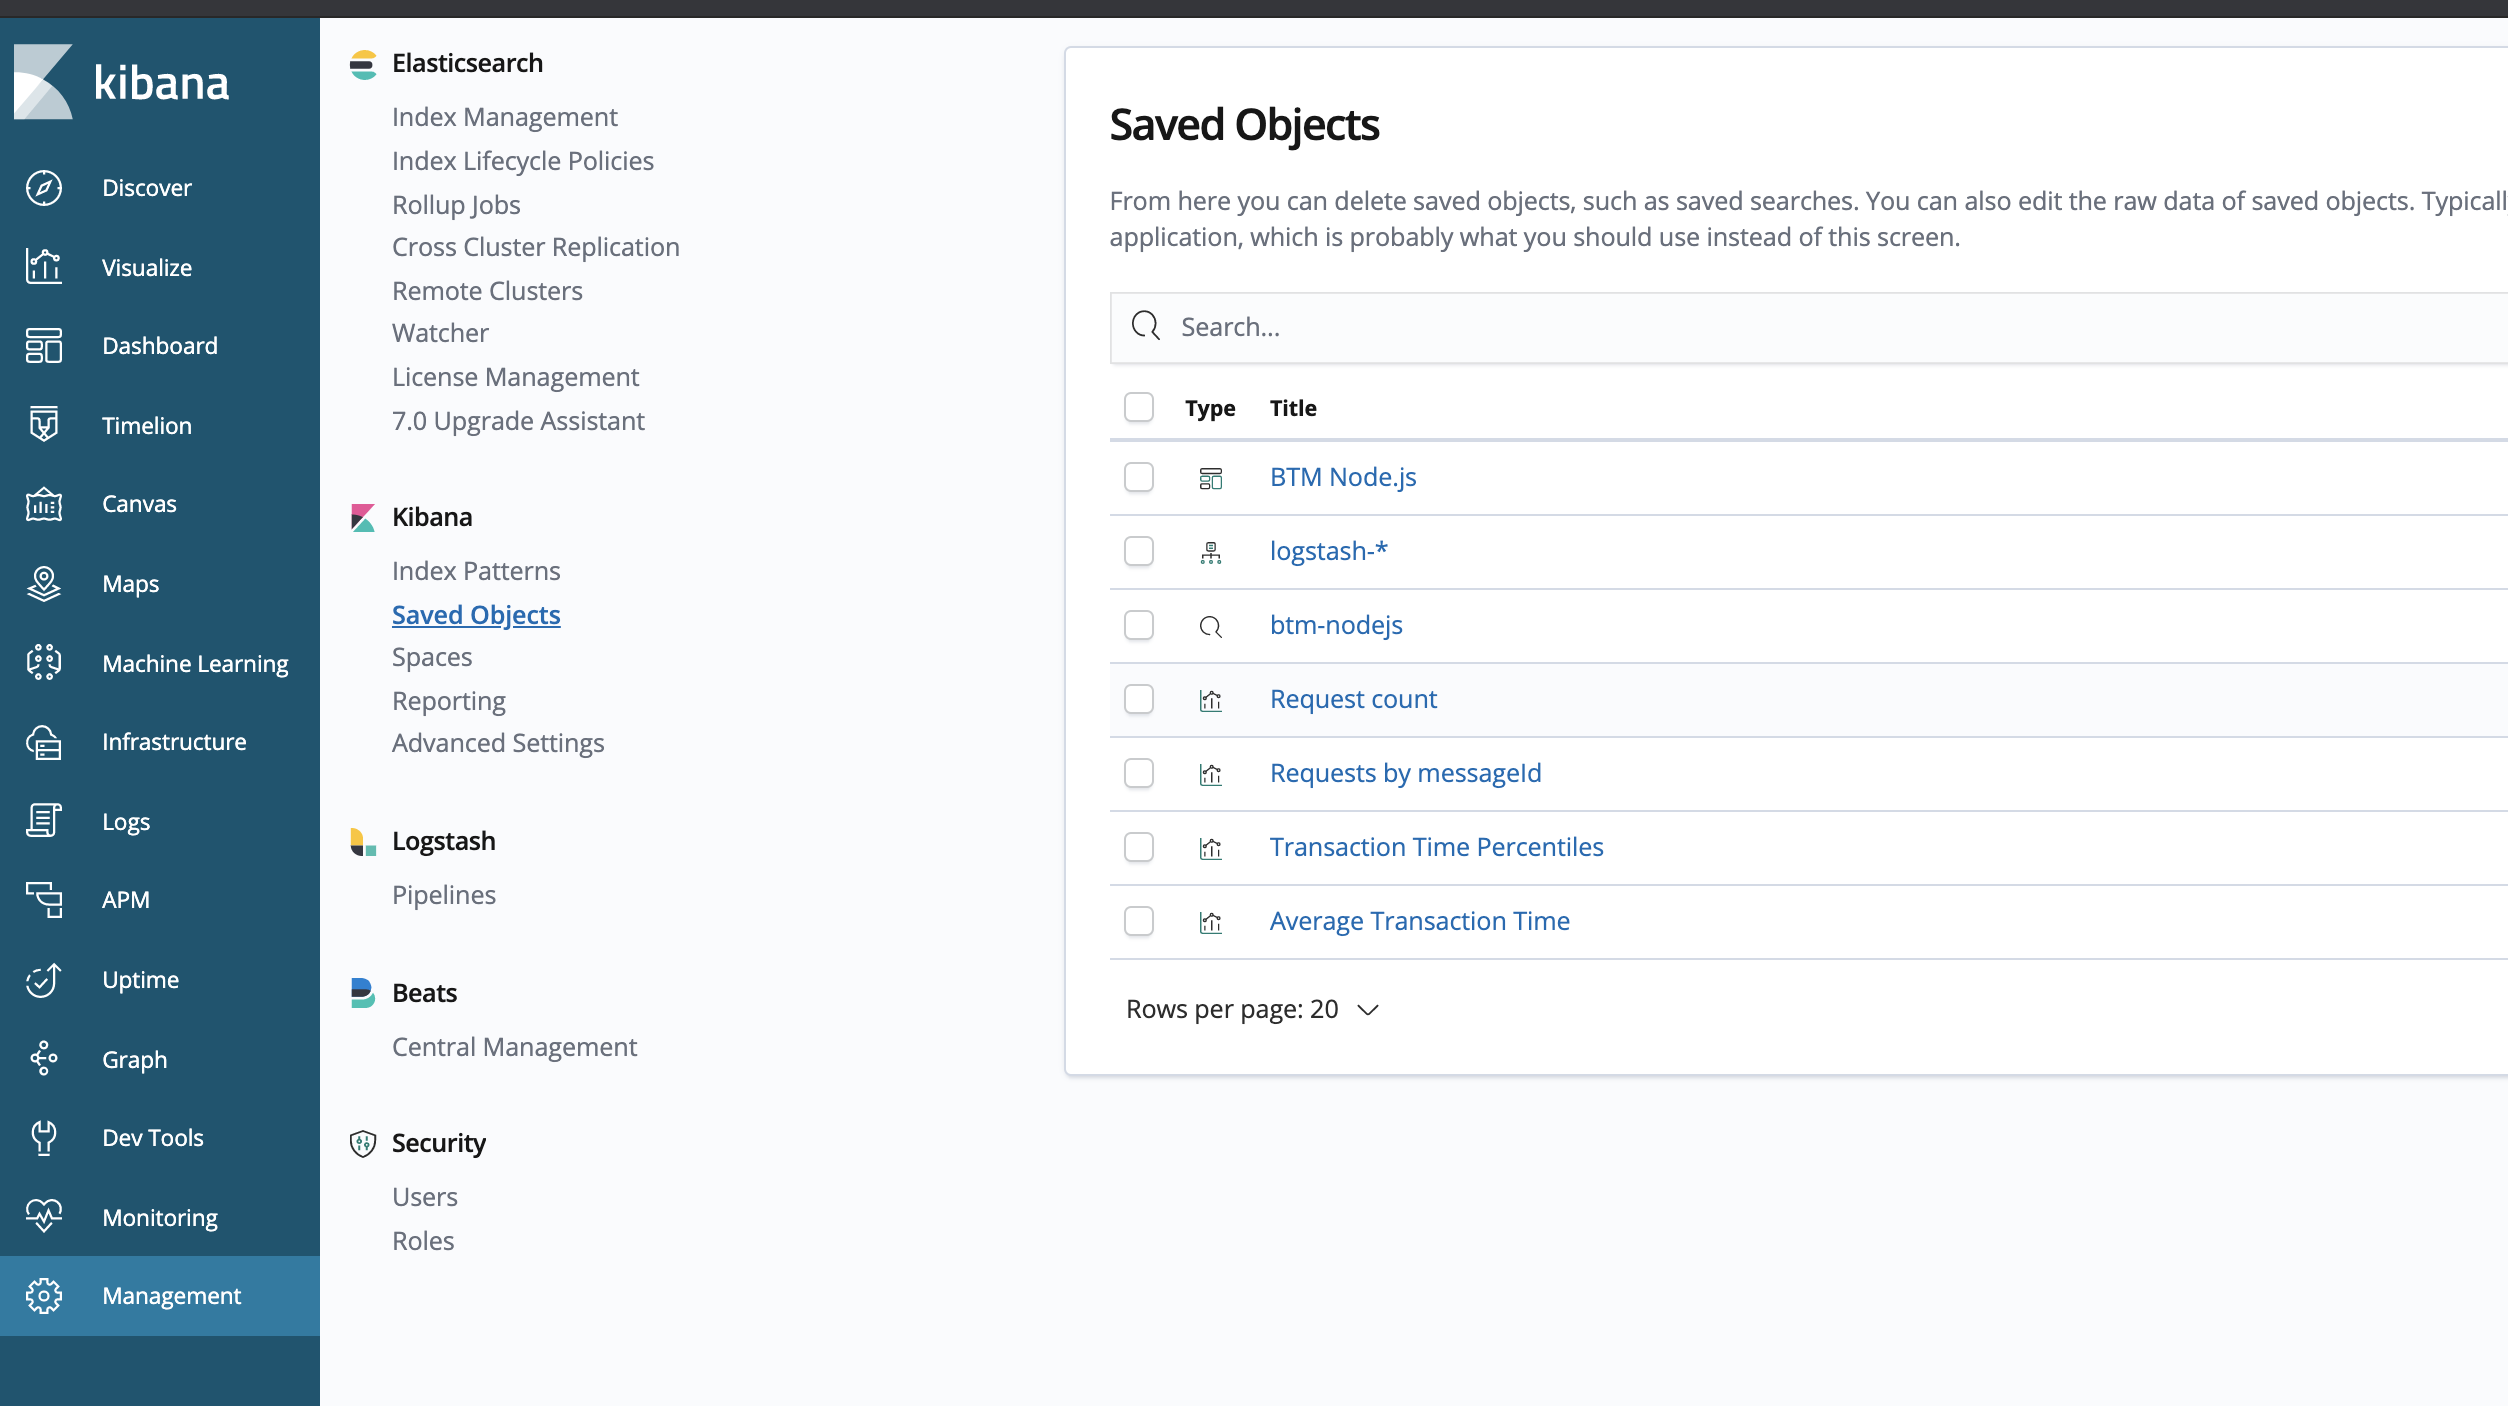 kibana
Discover
Visualize
Dashboard
Timelion
Canvas
Maps
Machine Learning
Infrastructure
Logs
APM
Uptime
Graph
Dev Tools
Monitoring
Management
Elasticsearch
Index Management
Index Lifecycle Policies
Rollup Jobs
Cross Cluster Replication
Remote Clusters
Watcher
License Management
7.0 Upgrade Assistant
Kibana
Index Patterns
Saved Objects
Spaces
Reporting
Advanced Settings
Logstash
Pipelines
Beats
Central Management
Security
Users
Roles
Saved Objects
From here you can delete saved objects, such as saved searches. You can also edit the raw data of saved objects. Typicall
application, which is probably what you should use instead of this screen.
Search...
Type Title
BTM Node.js
logstash-*
btm-nodejs
Request count
Requests by messageId
Transaction Time Percentiles
Average Transaction Time
Rows per page: 20